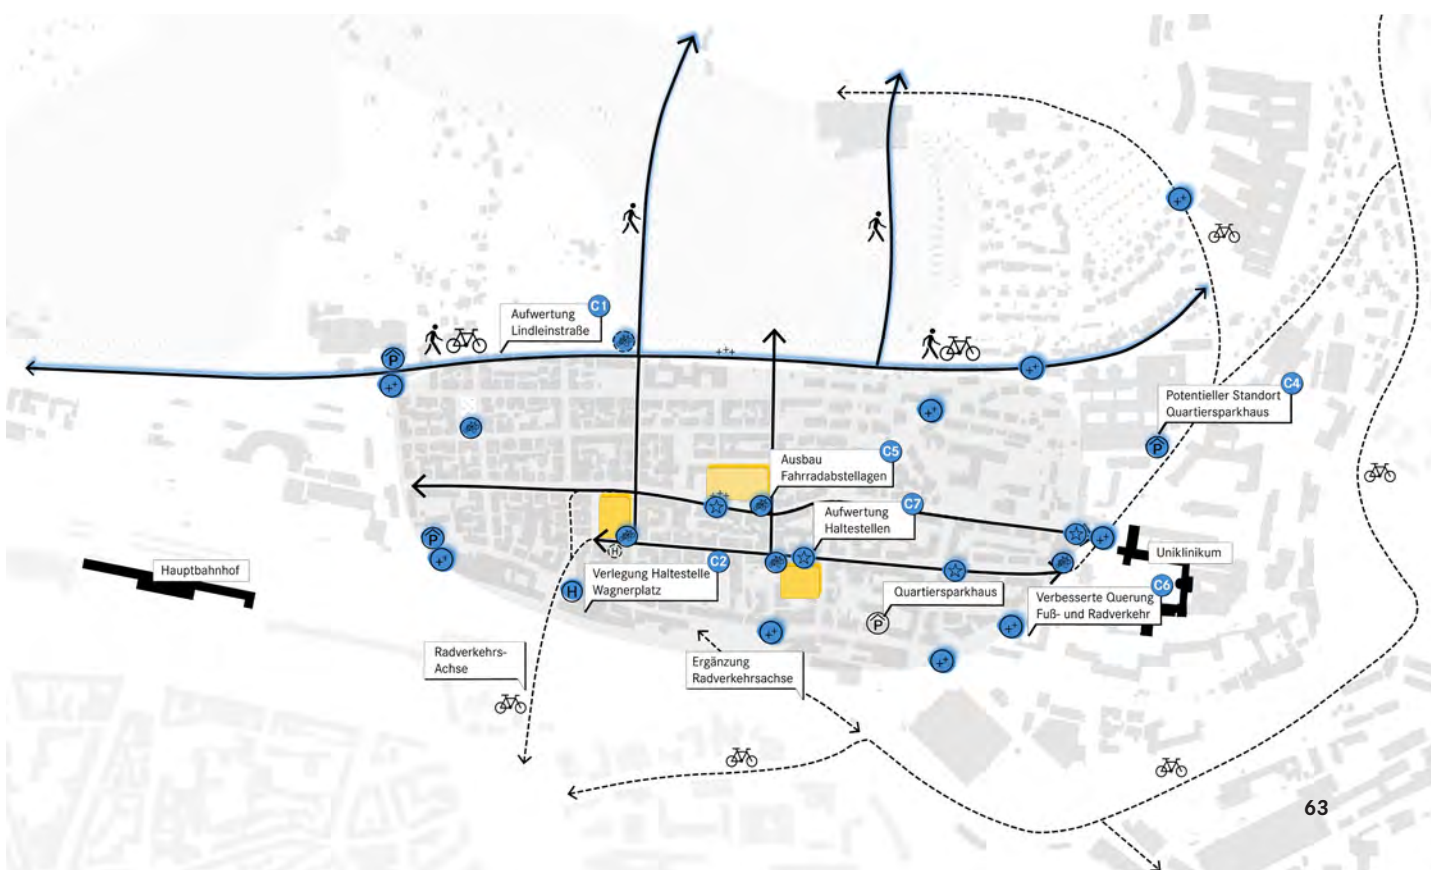 C1
Aufwertung
Lindleinstraße
P
C4
Potentieller Standort
Quartiersparkhaus
P
C5
Ausbau
Fahrradabstellagen
C7
Aufwertung
Haltestellen
P
H
Hauptbahnhof
C2
Verlegung Haltestelle
Wagnerplatz
H
Quartiersparkhaus
P
Uniklinikum
C6
Verbesserte Querung
Fuß- und Radverkehr
Radverkehrs-
Achse
Ergänzung
Radverkehrsachse
63